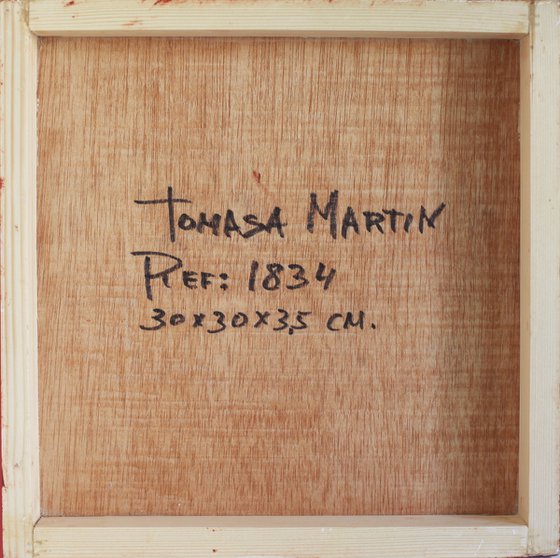 TOMASA MARTIN
REF: 1834
30x30x3,5 CM.